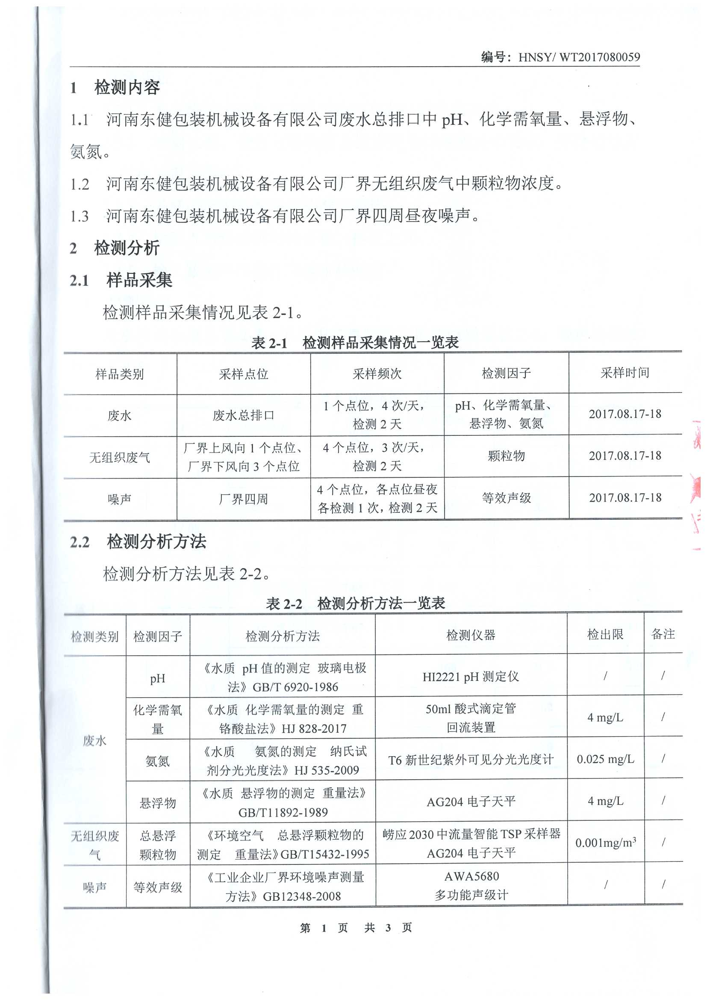 编号：HNSY/ WT2017080059
1 检测内容
1.1 河南东健包装机械设备有限公司废水总排口中 pH、化学需氧量、悬浮物、
氨氮。
1.2 河南东健包装机械设备有限公司厂界无组织废气中颗粒物浓度。
1.3 河南东健包装机械设备有限公司厂界四周昼夜噪声。
2 检测分析
2.1 样品采集
检测样品采集情况见表 2-1。
表 2-1 检测样品采集情况一览表
样品类别 采样点位 采样频次 检测因子 采样时间
废水 废水总排口 1 个点位，4 次/天，检测 2 天 pH、化学需氧量、悬浮物、氨氮 2017.08.17-18
无组织废气 厂界上风向 1 个点位、厂界下风向 3 个点位 4 个点位，3 次/天，检测 2 天 颗粒物 2017.08.17-18
噪声 厂界四周 4 个点位，各点位昼夜各检测 1 次，检测 2 天 等效声级 2017.08.17-18
2.2 检测分析方法
检测分析方法见表 2-2。
表 2-2 检测分析方法一览表
检测类别 检测因子 检测分析方法 检测仪器 检出限 备注
废水 pH 《水质 pH 值的测定 玻璃电极法》GB/T 6920-1986 HI2221 pH 测定仪 / /
化学需氧量 《水质 化学需氧量的测定 重铬酸盐法》HJ 828-2017 50ml 酸式滴定管 回流装置 4 mg/L /
氨氮 《水质 氨氮的测定 纳氏试剂分光光度法》HJ 535-2009 T6 新世纪紫外可见分光光度计 0.025 mg/L /
悬浮物 《水质 悬浮物的测定 重量法》GB/T11892-1989 AG204 电子天平 4 mg/L /
无组织废气 总悬浮颗粒物 《环境空气 总悬浮颗粒物的测定 重量法》GB/T15432-1995 崂应 2030 中流量智能 TSP 采样器 AG204 电子天平 0.001mg/m³ /
噪声 等效声级 《工业企业厂界环境噪声测量方法》GB12348-2008 AWA5680 多功能声级计 / /
第 1 页 共 3 页